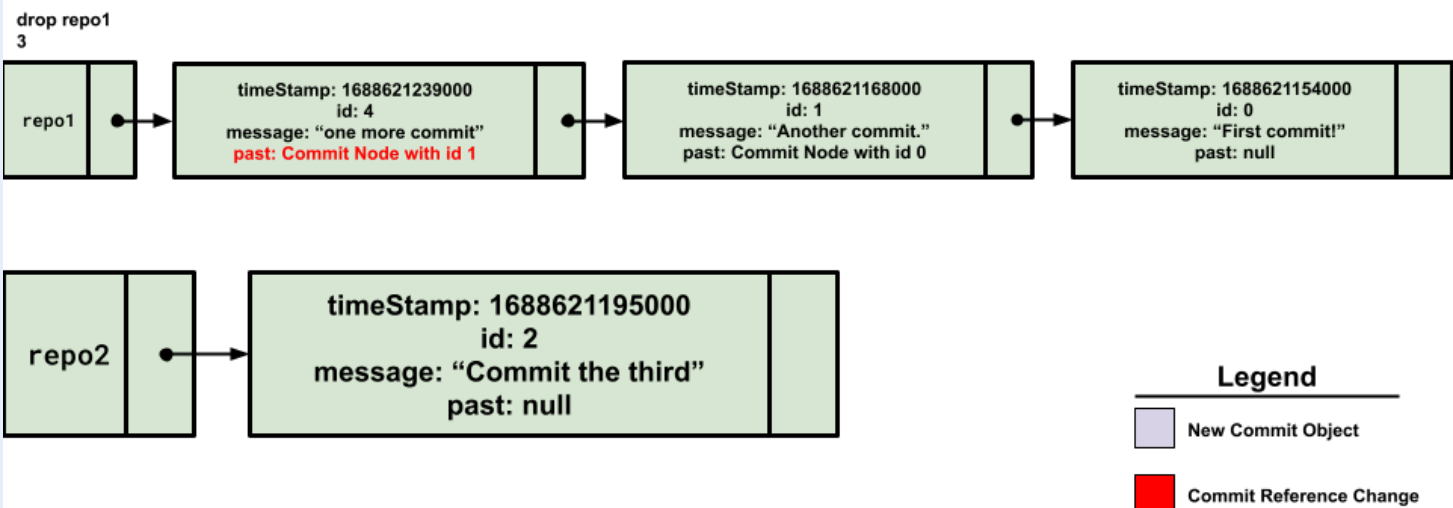 drop repo1
3
repo1
timeStamp: 1688621239000
id: 4
message: “one more commit”
past: Commit Node with id 1
timeStamp: 1688621168000
id: 1
message: “Another commit.”
past: Commit Node with id 0
timeStamp: 1688621154000
id: 0
message: “First commit!”
past: null
repo2
timeStamp: 1688621195000
id: 2
message: “Commit the third”
past: null
Legend
New Commit Object
Commit Reference Change